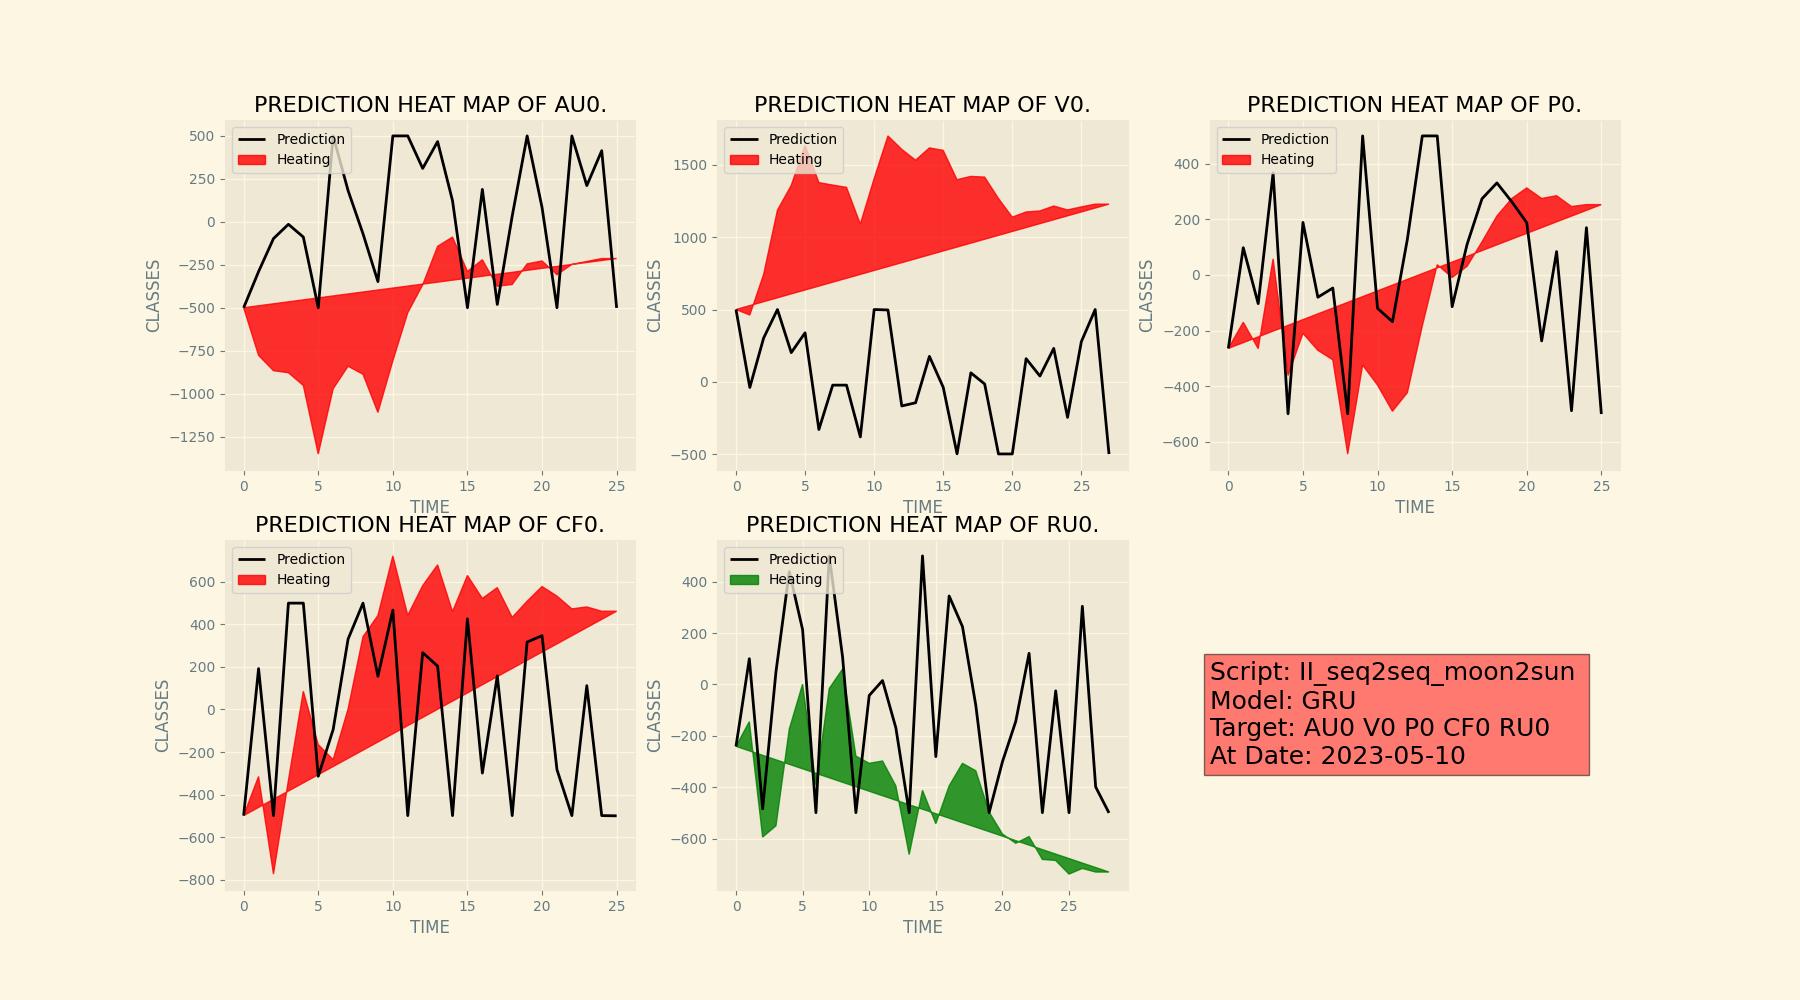 PREDICTION HEAT MAP OF AU0.
Prediction
Heating
500
250
0
−250
−500
−750
−1000
−1250
CLASSES
0 5 10 15 20 25
TIME
PREDICTION HEAT MAP OF V0.
Prediction
Heating
1500
1000
500
0
−500
CLASSES
0 5 10 15 20 25
TIME
PREDICTION HEAT MAP OF P0.
Prediction
Heating
400
200
0
−200
−400
−600
CLASSES
0 5 10 15 20 25
TIME
PREDICTION HEAT MAP OF CF0.
Prediction
Heating
600
400
200
0
−200
−400
−600
−800
CLASSES
0 5 10 15 20 25
TIME
PREDICTION HEAT MAP OF RU0.
Prediction
Heating
400
200
0
−200
−400
−600
CLASSES
0 5 10 15 20 25
TIME
Script: II_seq2seq_moon2sun
Model: GRU
Target: AU0 V0 P0 CF0 RU0
At Date: 2023-05-10